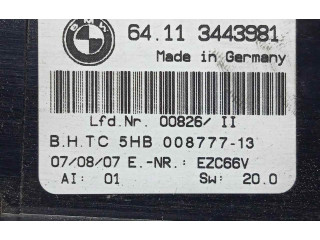 BMW
64.11 3443981
Made in Germany
Lfd.Nr. 00826/ II
B.H.TC 5HB 008777-13
07/08/07 E.-NR.: EZC66V
AI: 01 SW: 20.0